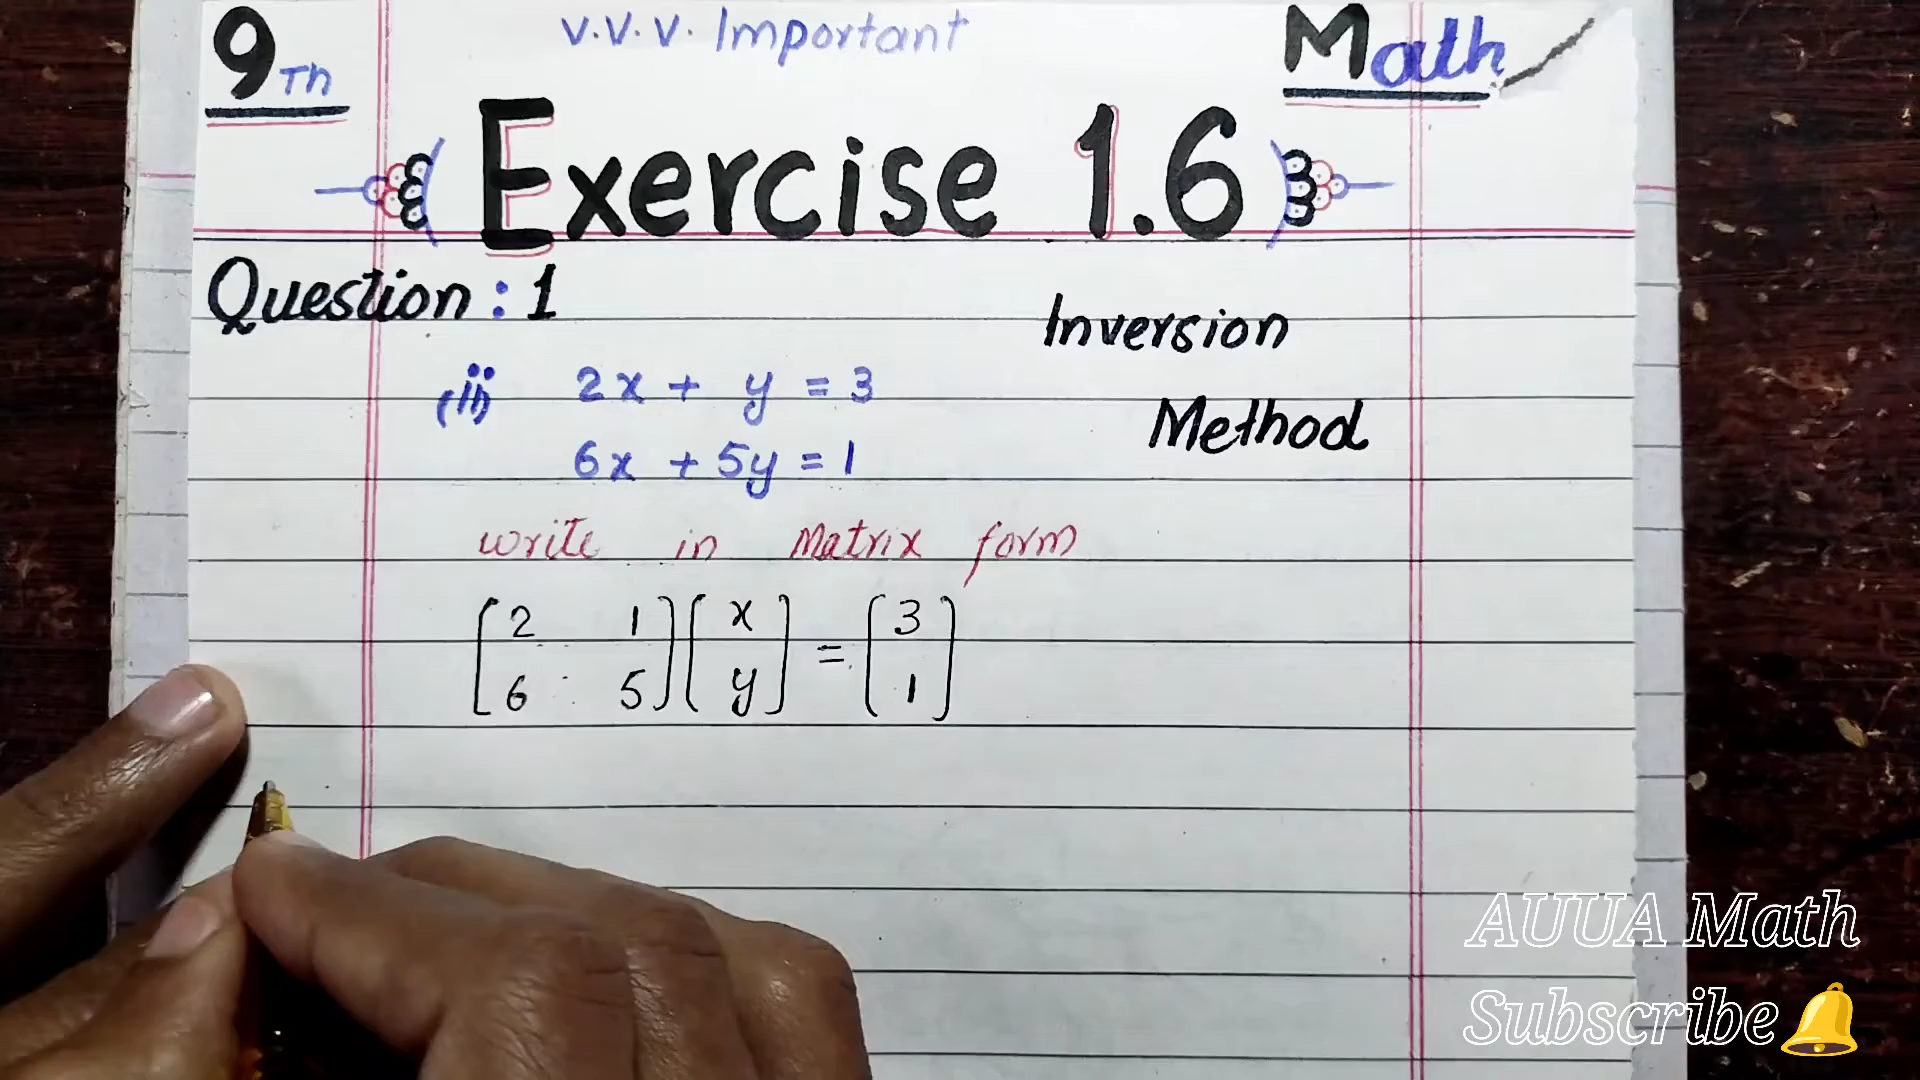 9Th
V.V.V. Important
Math
Exercise 1.6
Question : 1
Inversion
Method
(ii) 2x + y = 3
6x + 5y = 1
write in Matrix form
[2 1] [x] = [3]
[6 5] [y] [1]
AUUA Math
Subscribe